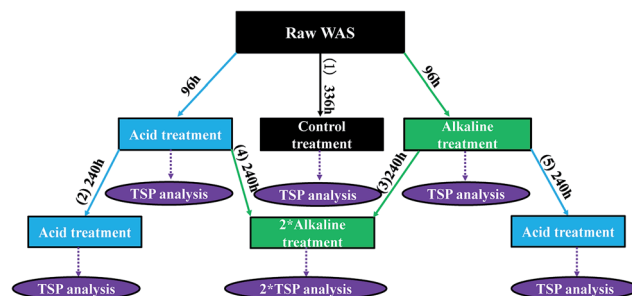 Raw WAS
96h
(1) 336h
96h
Acid treatment
Control
treatment
Alkaline
treatment
(2) 240h
TSP analysis
(4) 240h
TSP analysis
(3)240h
TSP analysis
(5) 240h
Acid treatment
2*Alkaline
treatment
Acid treatment
TSP analysis
2*TSP analysis
TSP analysis